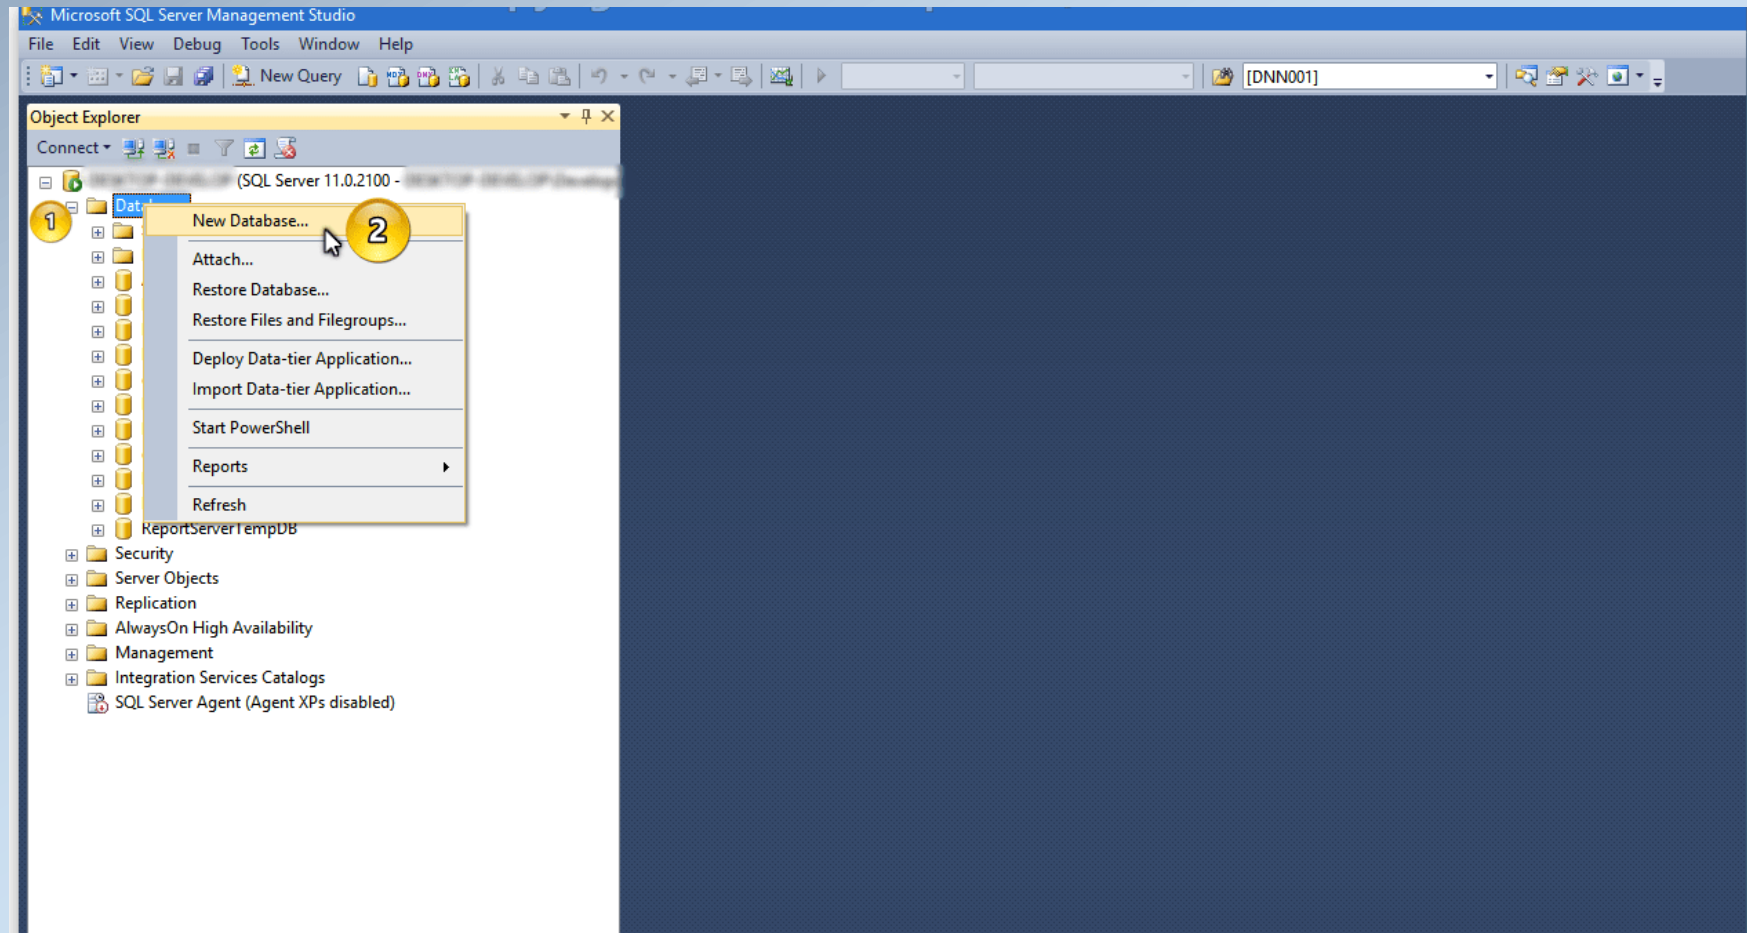 Microsoft SQL Server Management Studio
File Edit View Debug Tools Window Help
New Query [DNN001]
Object Explorer
Connect
(SQL Server 11.0.2100 -
1
2
New Database...
Attach...
Restore Database...
Restore Files and Filegroups...
Deploy Data-tier Application...
Import Data-tier Application...
Start PowerShell
Reports
Refresh
ReportServerTempDB
Security
Server Objects
Replication
AlwaysOn High Availability
Management
Integration Services Catalogs
SQL Server Agent (Agent XPs disabled)